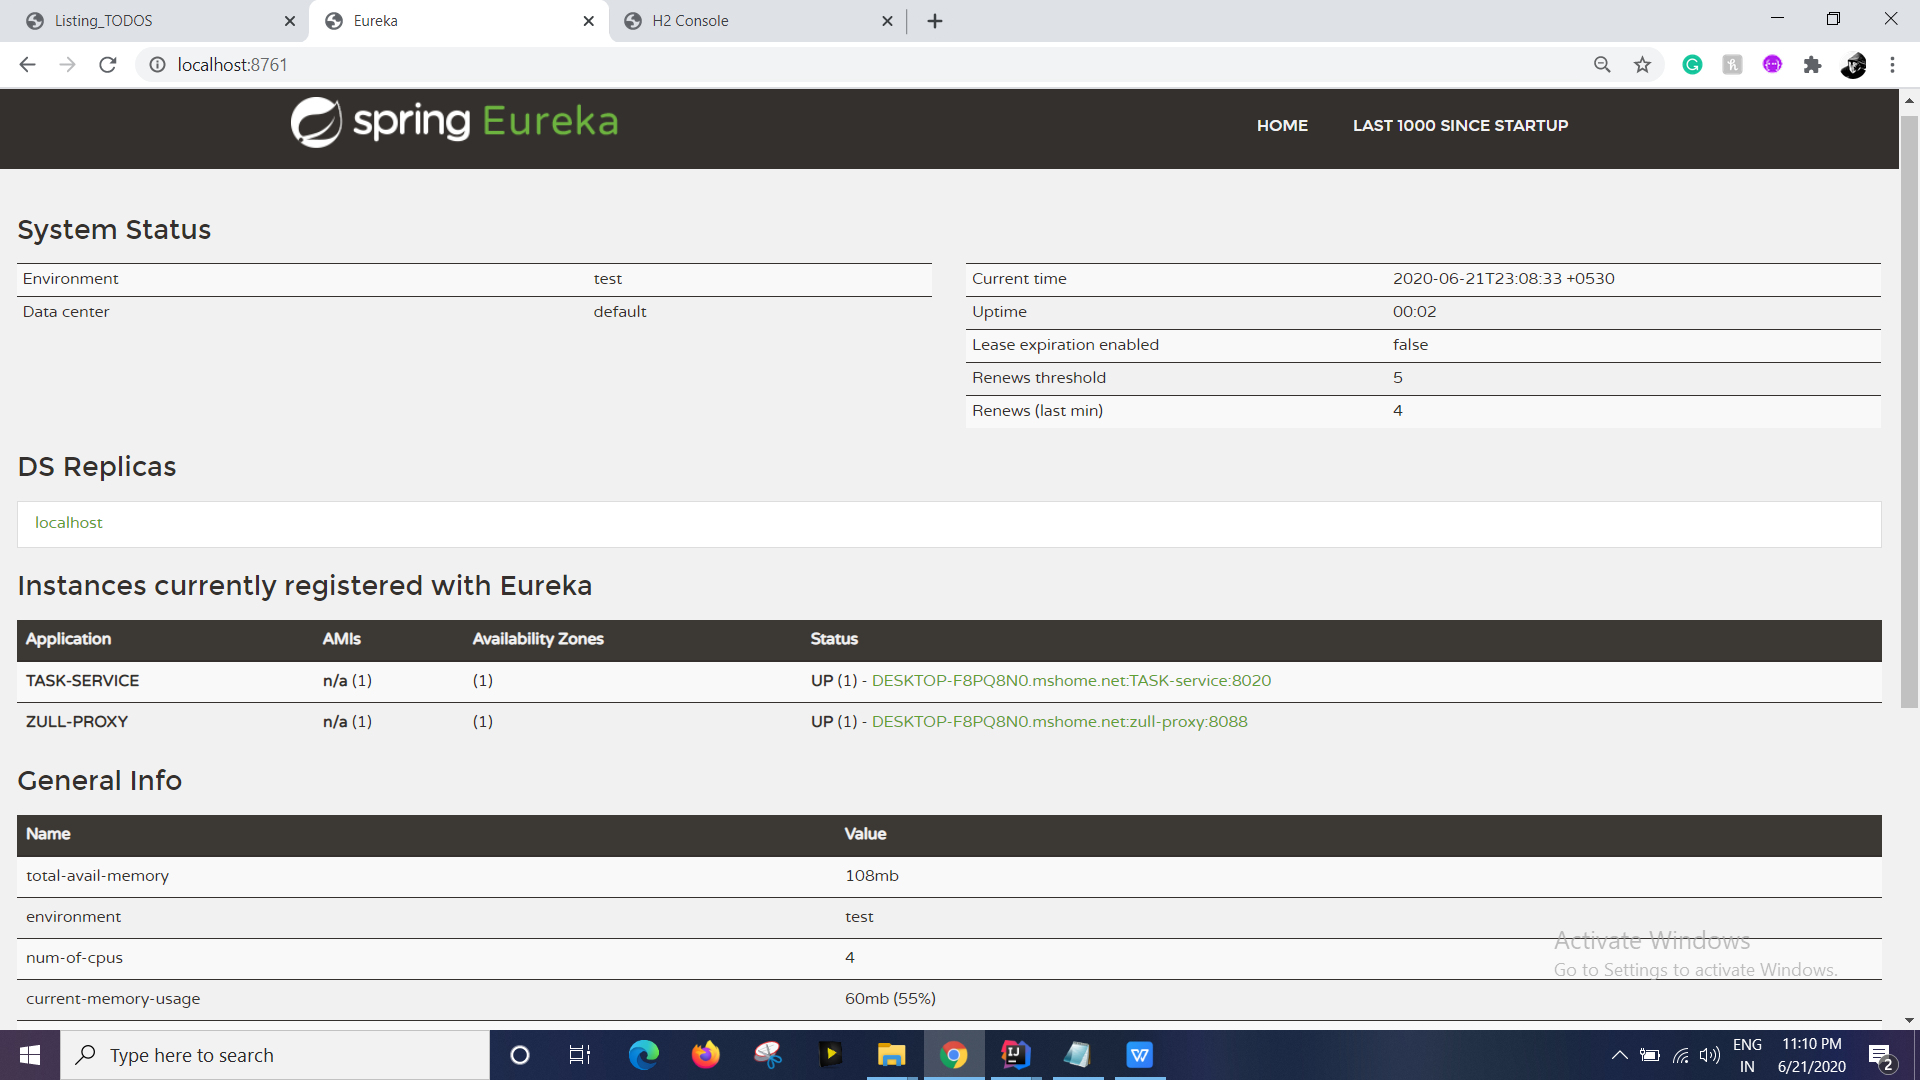 Listing_TODOS
Eureka
H2 Console
localhost:8761
spring Eureka
HOME
LAST 1000 SINCE STARTUP
System Status
Environment test
Data center default
Current time 2020-06-21T23:08:33 +0530
Uptime 00:02
Lease expiration enabled false
Renews threshold 5
Renews (last min) 4
DS Replicas
localhost
Instances currently registered with Eureka
Application AMIs Availability Zones Status
TASK-SERVICE n/a (1) (1) UP (1) - DESKTOP-F8PQ8N0.mshome.net:TASK-service:8020
ZULL-PROXY n/a (1) (1) UP (1) - DESKTOP-F8PQ8N0.mshome.net:zull-proxy:8088
General Info
Name Value
total-avail-memory 108mb
environment test
num-of-cpus 4
current-memory-usage 60mb (55%)
Activate Windows
Go to Settings to activate Windows.
Type here to search
ENG
IN
11:10 PM
6/21/2020
2